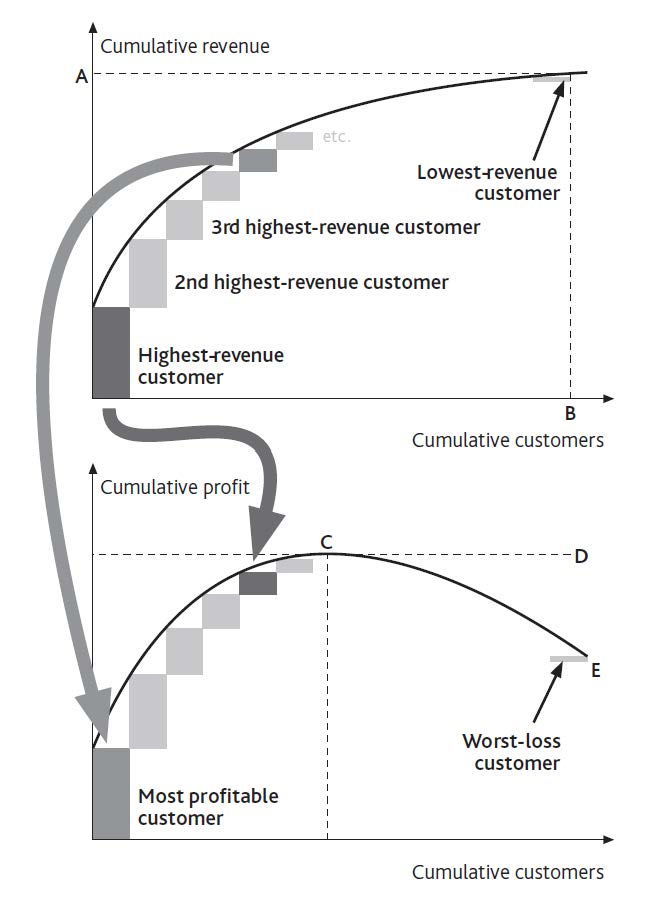 Cumulative revenue
A
etc.
Lowest-revenue
customer
3rd highest-revenue customer
2nd highest-revenue customer
Highest-revenue
customer
B
Cumulative customers
Cumulative profit
C
D
E
Worst-loss
customer
Most profitable
customer
Cumulative customers